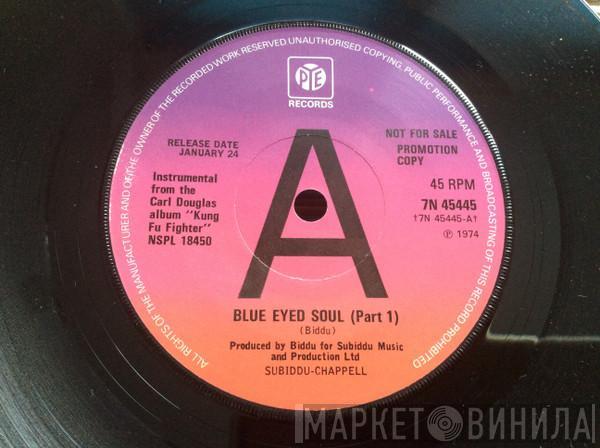 ALL RIGHTS OF THE MANUFACTURER AND OF THE OWNER OF THE RECORDED WORK RESERVED UNAUTHORISED COPYING, PUBLIC PERFORMANCE AND BROADCASTING OF THIS RECORD PROHIBITED
PYE
RECORDS
RELEASE DATE
JANUARY 24
A
NOT FOR SALE
PROMOTION
COPY
Instrumental
from the
Carl Douglas
album "Kung
Fu Fighter"
NSPL 18450
45 RPM
7N 45445
†7N 45445-A†
℗ 1974
BLUE EYED SOUL (Part 1)
(Biddu)
Produced by Biddu for Subiddu Music
and Production Ltd
SUBIDDU-CHAPPELL
МАРКЕТ ВИНИЛА